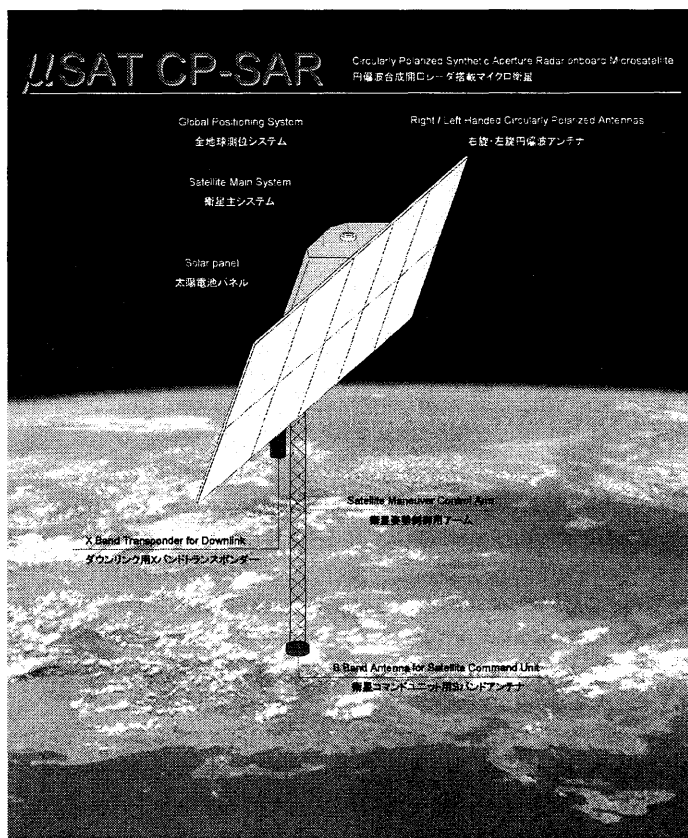 μSAT CP-SAR
Circularly Polarized Synthetic Aperture Radar onboard Microsatellite
円偏波合成開口レーダ搭載マイクロ衛星
Global Positioning System
全地球測位システム
Right / Left Handed Circularly Polarized Antennas
右旋・左旋円偏波アンテナ
Satellite Main System
衛星主システム
Solar panel
太陽電池パネル
Satellite Maneuver Control Arm
衛星姿勢制御用アーム
X Band Transponder for Downlink
ダウンリンク用Xバンドトランスポンダー
S Band Antenna for Satellite Command Unit
衛星コマンドユニット用Sバンドアンテナ